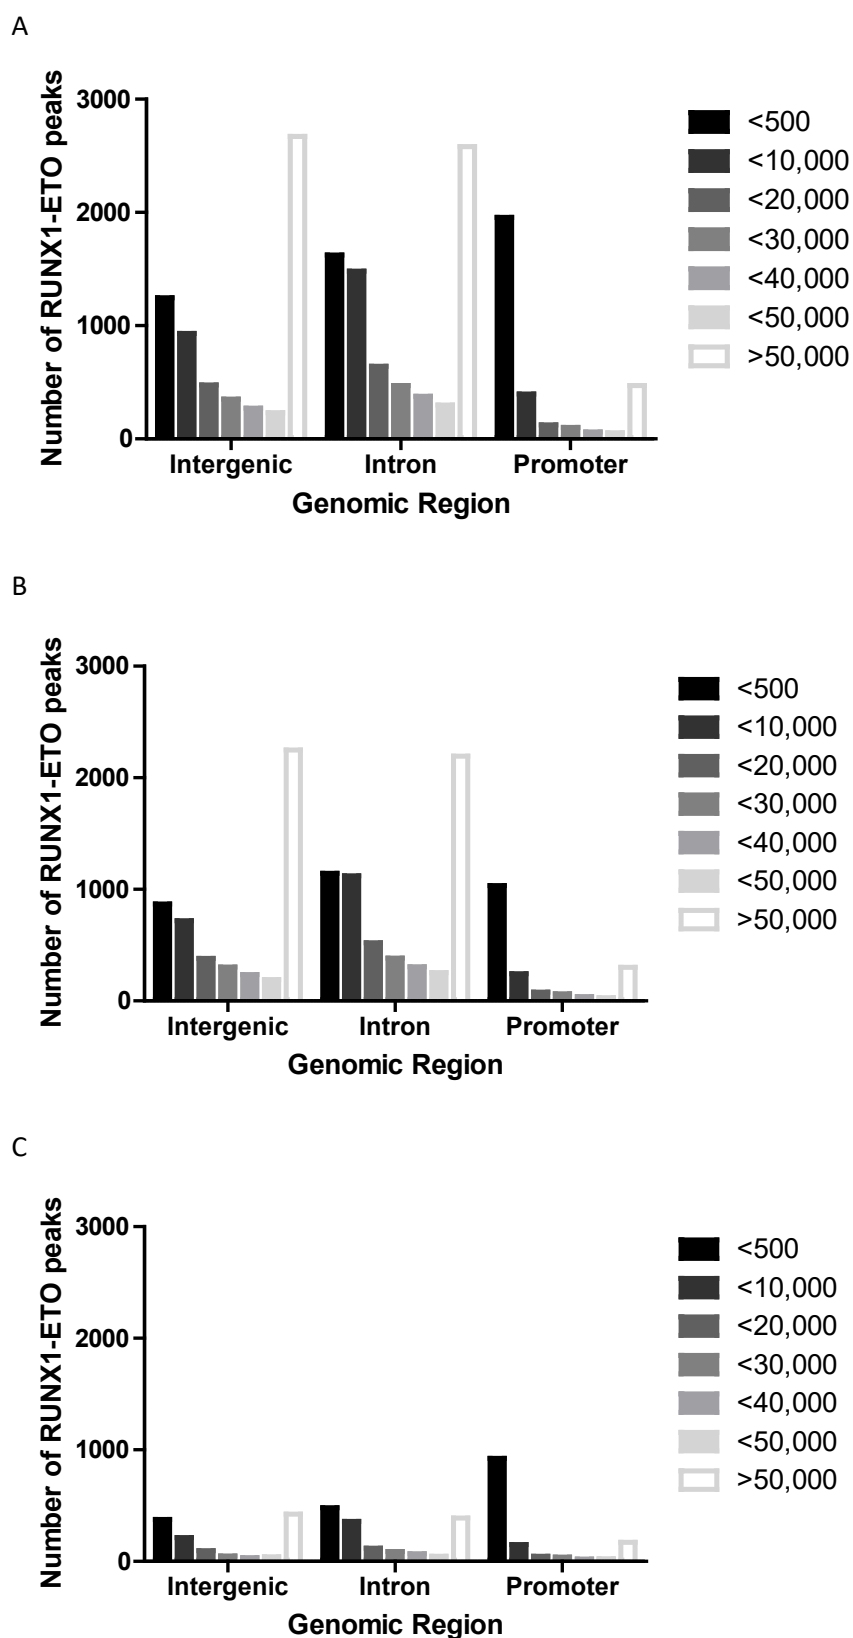 A
Number of RUNX1-ETO peaks
3000
2000
1000
0
Intergenic Intron Promoter
Genomic Region
<500
<10,000
<20,000
<30,000
<40,000
<50,000
>50,000
B
Number of RUNX1-ETO peaks
3000
2000
1000
0
Intergenic Intron Promoter
Genomic Region
<500
<10,000
<20,000
<30,000
<40,000
<50,000
>50,000
C
Number of RUNX1-ETO peaks
3000
2000
1000
0
Intergenic Intron Promoter
Genomic Region
<500
<10,000
<20,000
<30,000
<40,000
<50,000
>50,000